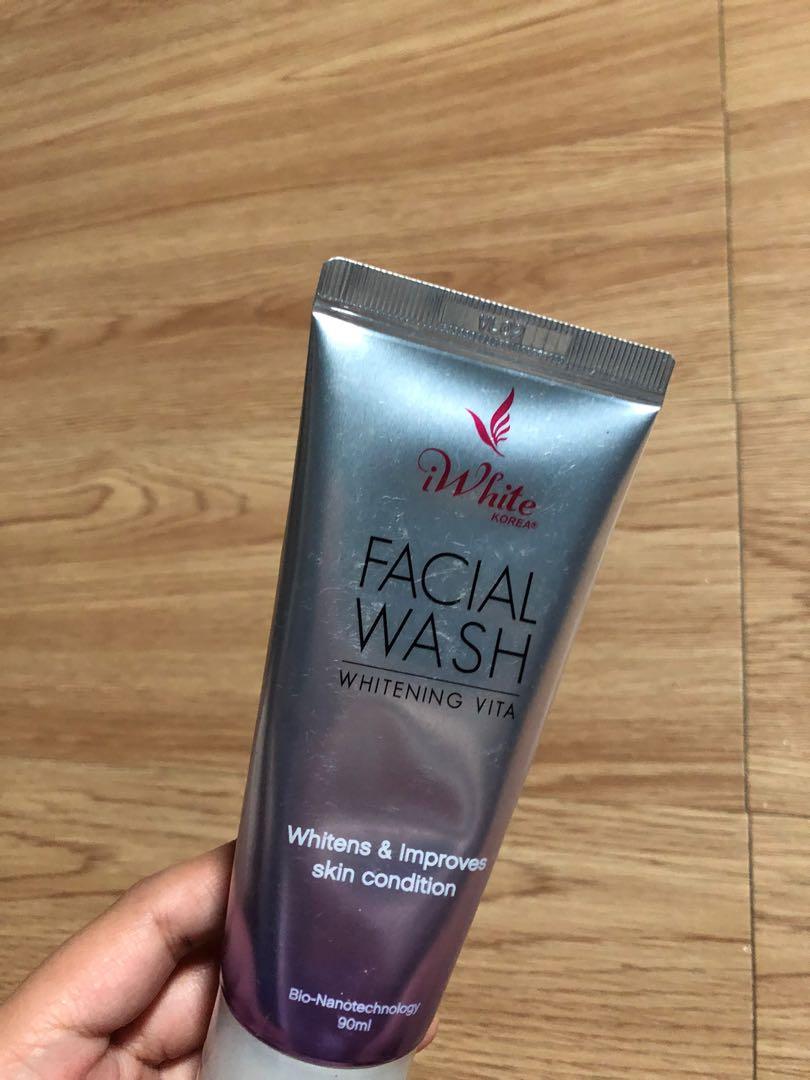 iWhite
KOREA®
FACIAL
WASH
WHITENING VITA
Whitens & Improves
skin condition
Bio-Nanotechnology
90ml